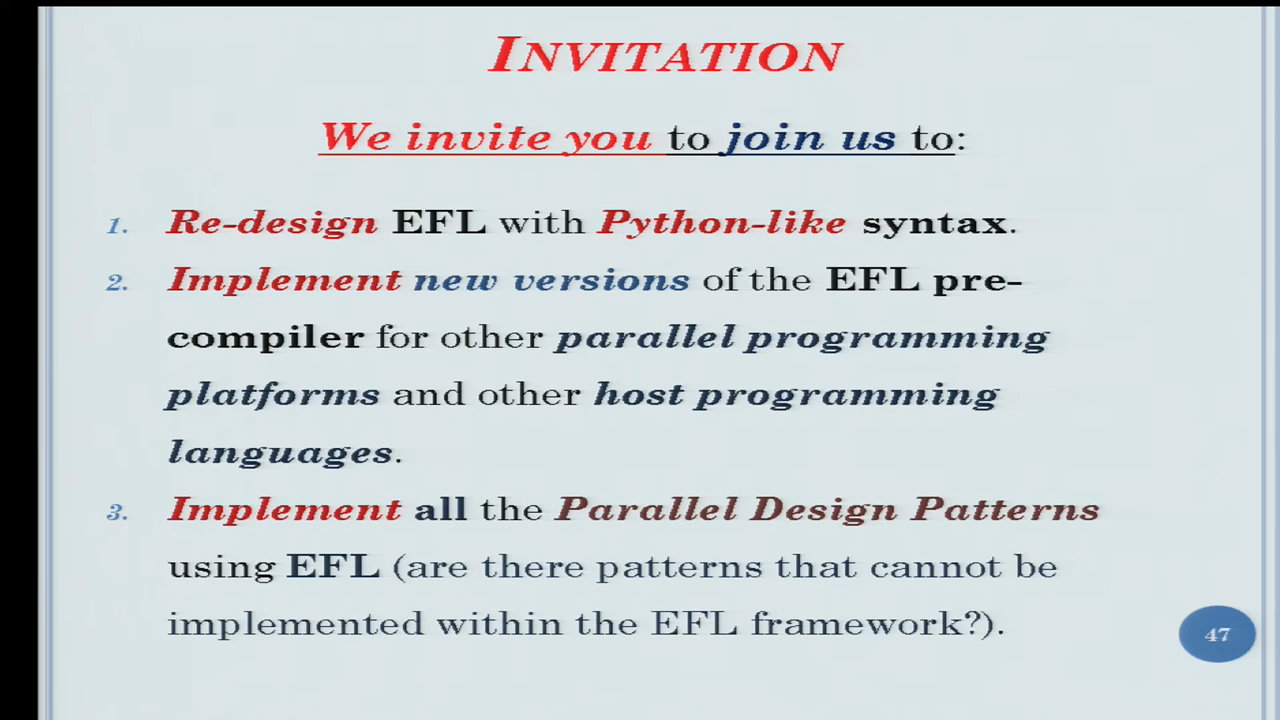 INVITATION
We invite you to join us to:
1. Re-design EFL with Python-like syntax.
2. Implement new versions of the EFL pre-
compiler for other parallel programming
platforms and other host programming
languages.
3. Implement all the Parallel Design Patterns
using EFL (are there patterns that cannot be
implemented within the EFL framework?).
47